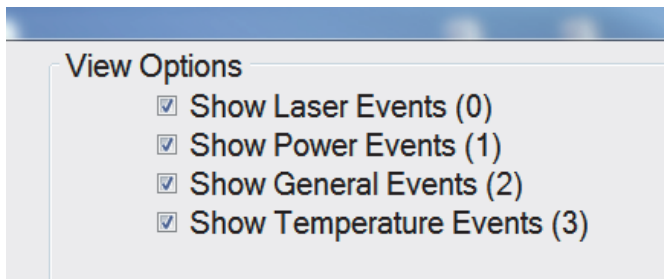 View Options
Show Laser Events (0)
Show Power Events (1)
Show General Events (2)
Show Temperature Events (3)